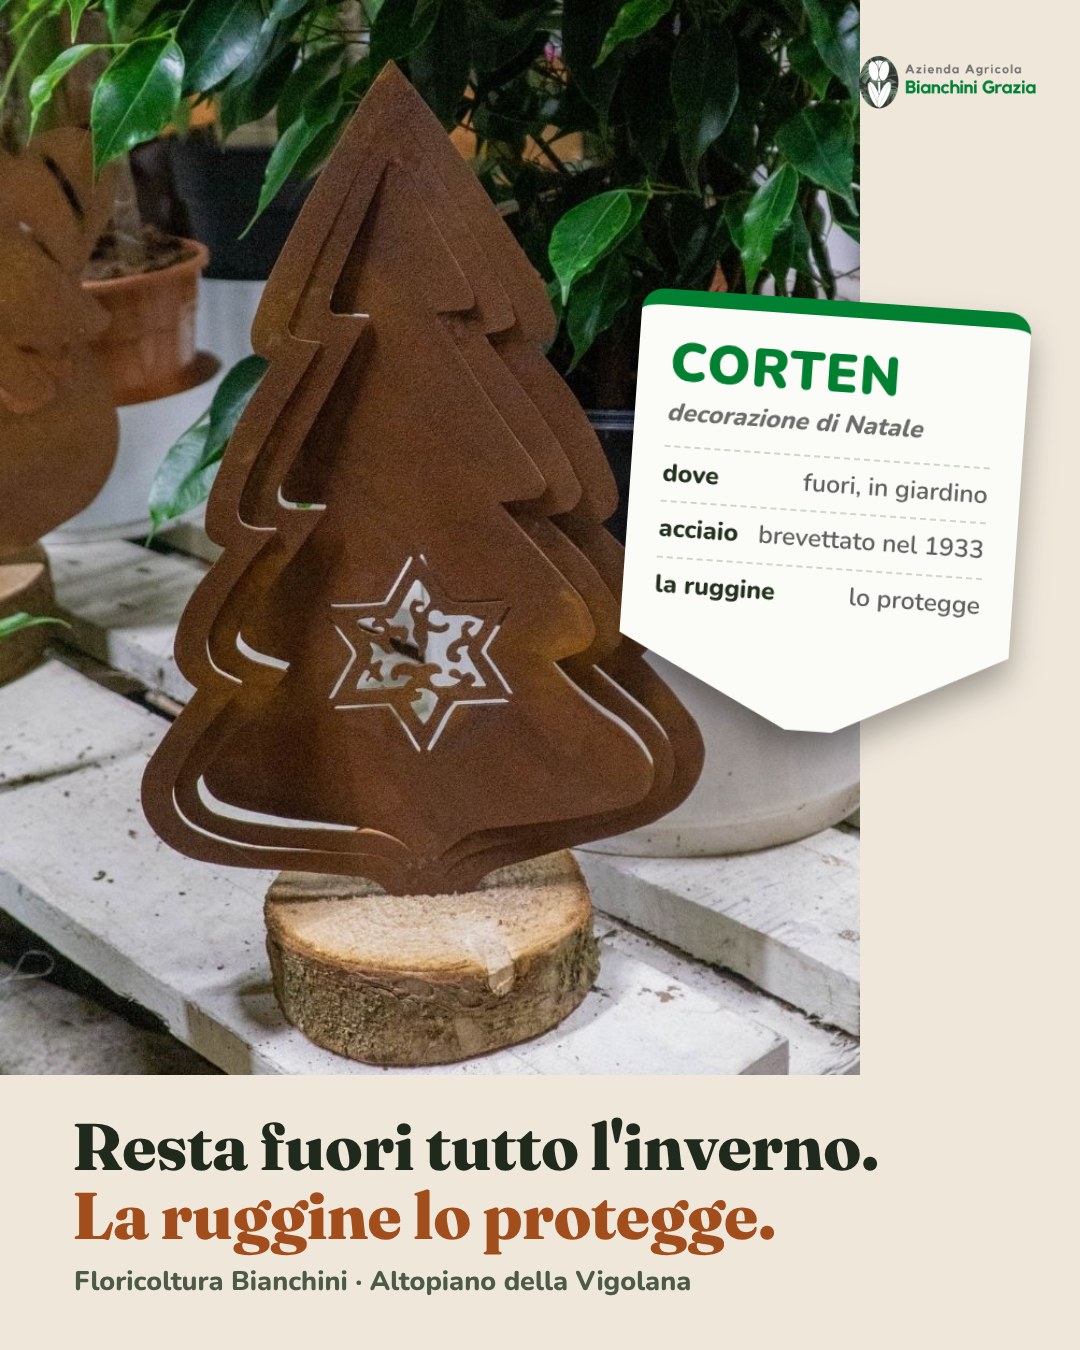 Azienda Agricola
Bianchini Grazia
CORTEN
decorazione di Natale
dove fuori, in giardino
acciaio brevettato nel 1933
la ruggine lo protegge
Resta fuori tutto l'inverno.
La ruggine lo protegge.
Floricoltura Bianchini · Altopiano della Vigolana